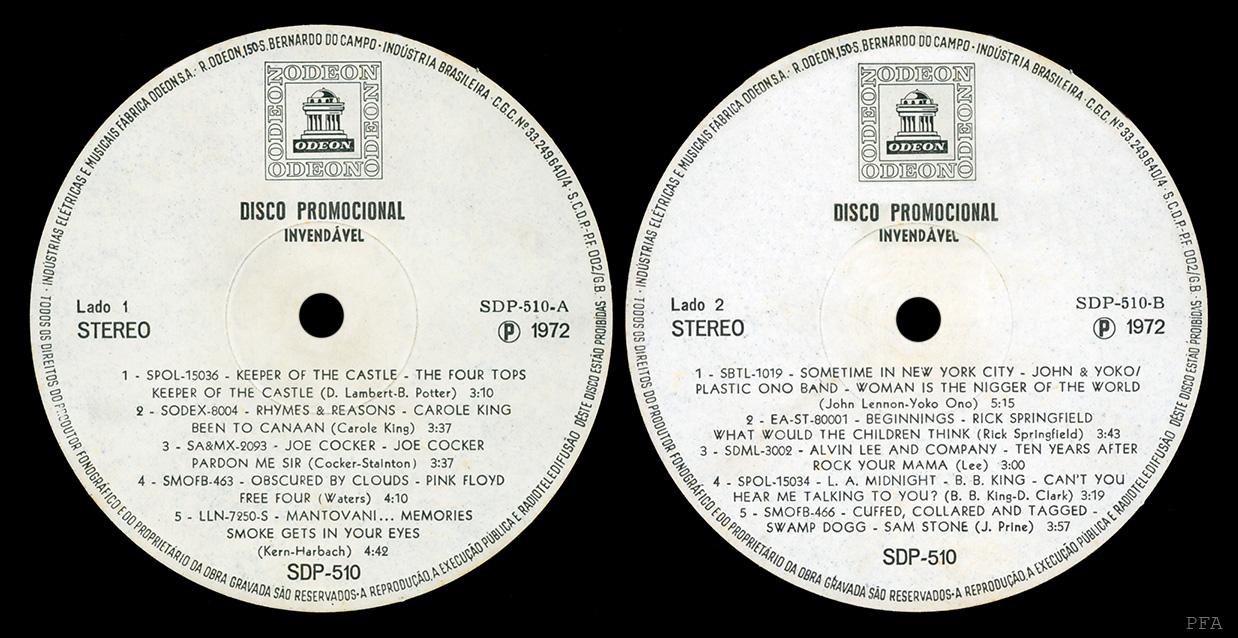 INDÚSTRIAS ELÉTRICAS E MUSICAIS FÁBRICA ODEON S.A. · R. ODEON, 150-S. BERNARDO DO CAMPO · INDÚSTRIA BRASILEIRA · C.G.C. Nº 33.249.640/4 · S.C.D.P.-P.F. 002/G.B ·
TODOS OS DIREITOS DO PRODUTOR FONOGRÁFICO E DO PROPRIETÁRIO DA OBRA GRAVADA SÃO RESERVADOS · A REPRODUÇÃO, A EXECUÇÃO PÚBLICA E RADIOTELEDIFUSÃO DÊSTE DISCO ESTÃO PROIBIDAS
ODEON
ODEON
ODEON
ODEON
ODEON
DISCO PROMOCIONAL
INVENDÁVEL
Lado 1
STEREO
SDP-510-A
Ⓟ 1972
1 - SPOL-15036 - KEEPER OF THE CASTLE - THE FOUR TOPS
KEEPER OF THE CASTLE (D. Lambert-B. Potter) 3:10
2 - SODEX-8004 - RHYMES & REASONS - CAROLE KING
BEEN TO CANAAN (Carole King) 3:37
3 - SA&MX-2093 - JOE COCKER - JOE COCKER
PARDON ME SIR (Cocker-Stainton) 3:37
4 - SMOFB-463 - OBSCURED BY CLOUDS - PINK FLOYD
FREE FOUR (Waters) 4:10
5 - LLN-7250-S - MANTOVANI... MEMORIES
SMOKE GETS IN YOUR EYES
(Kern-Harbach) 4:42
SDP-510
INDÚSTRIAS ELÉTRICAS E MUSICAIS FÁBRICA ODEON S.A. · R. ODEON, 150-S. BERNARDO DO CAMPO · INDÚSTRIA BRASILEIRA · C.G.C. Nº 33.249.640/4 · S.C.D.P.-P.F. 002/G.B ·
TODOS OS DIREITOS DO PRODUTOR FONOGRÁFICO E DO PROPRIETÁRIO DA OBRA GRAVADA SÃO RESERVADOS · A REPRODUÇÃO, A EXECUÇÃO PÚBLICA E RADIOTELEDIFUSÃO DÊSTE DISCO ESTÃO PROIBIDAS
ODEON
ODEON
ODEON
ODEON
ODEON
DISCO PROMOCIONAL
INVENDÁVEL
Lado 2
STEREO
SDP-510-B
Ⓟ 1972
1 - SBTL-1019 - SOMETIME IN NEW YORK CITY - JOHN & YOKO/
PLASTIC ONO BAND - WOMAN IS THE NIGGER OF THE WORLD
(John Lennon-Yoko Ono) 5:15
2 - EA-ST-80001 - BEGINNINGS - RICK SPRINGFIELD
WHAT WOULD THE CHILDREN THINK (Rick Springfield) 3:43
3 - SDML-3002 - ALVIN LEE AND COMPANY - TEN YEARS AFTER
ROCK YOUR MAMA (Lee) 3:00
4 - SPOL-15034 - L. A. MIDNIGHT - B. B. KING - CAN'T YOU
HEAR ME TALKING TO YOU? (B. B. King-D. Clark) 3:19
5 - SMOFB-466 - CUFFED, COLLARED AND TAGGED -
SWAMP DOGG - SAM STONE (J. Prine) 3:57
SDP-510
PFA